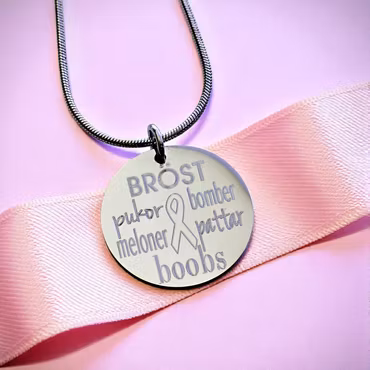 BRÖST
pukor bomber
meloner pattar
boobs